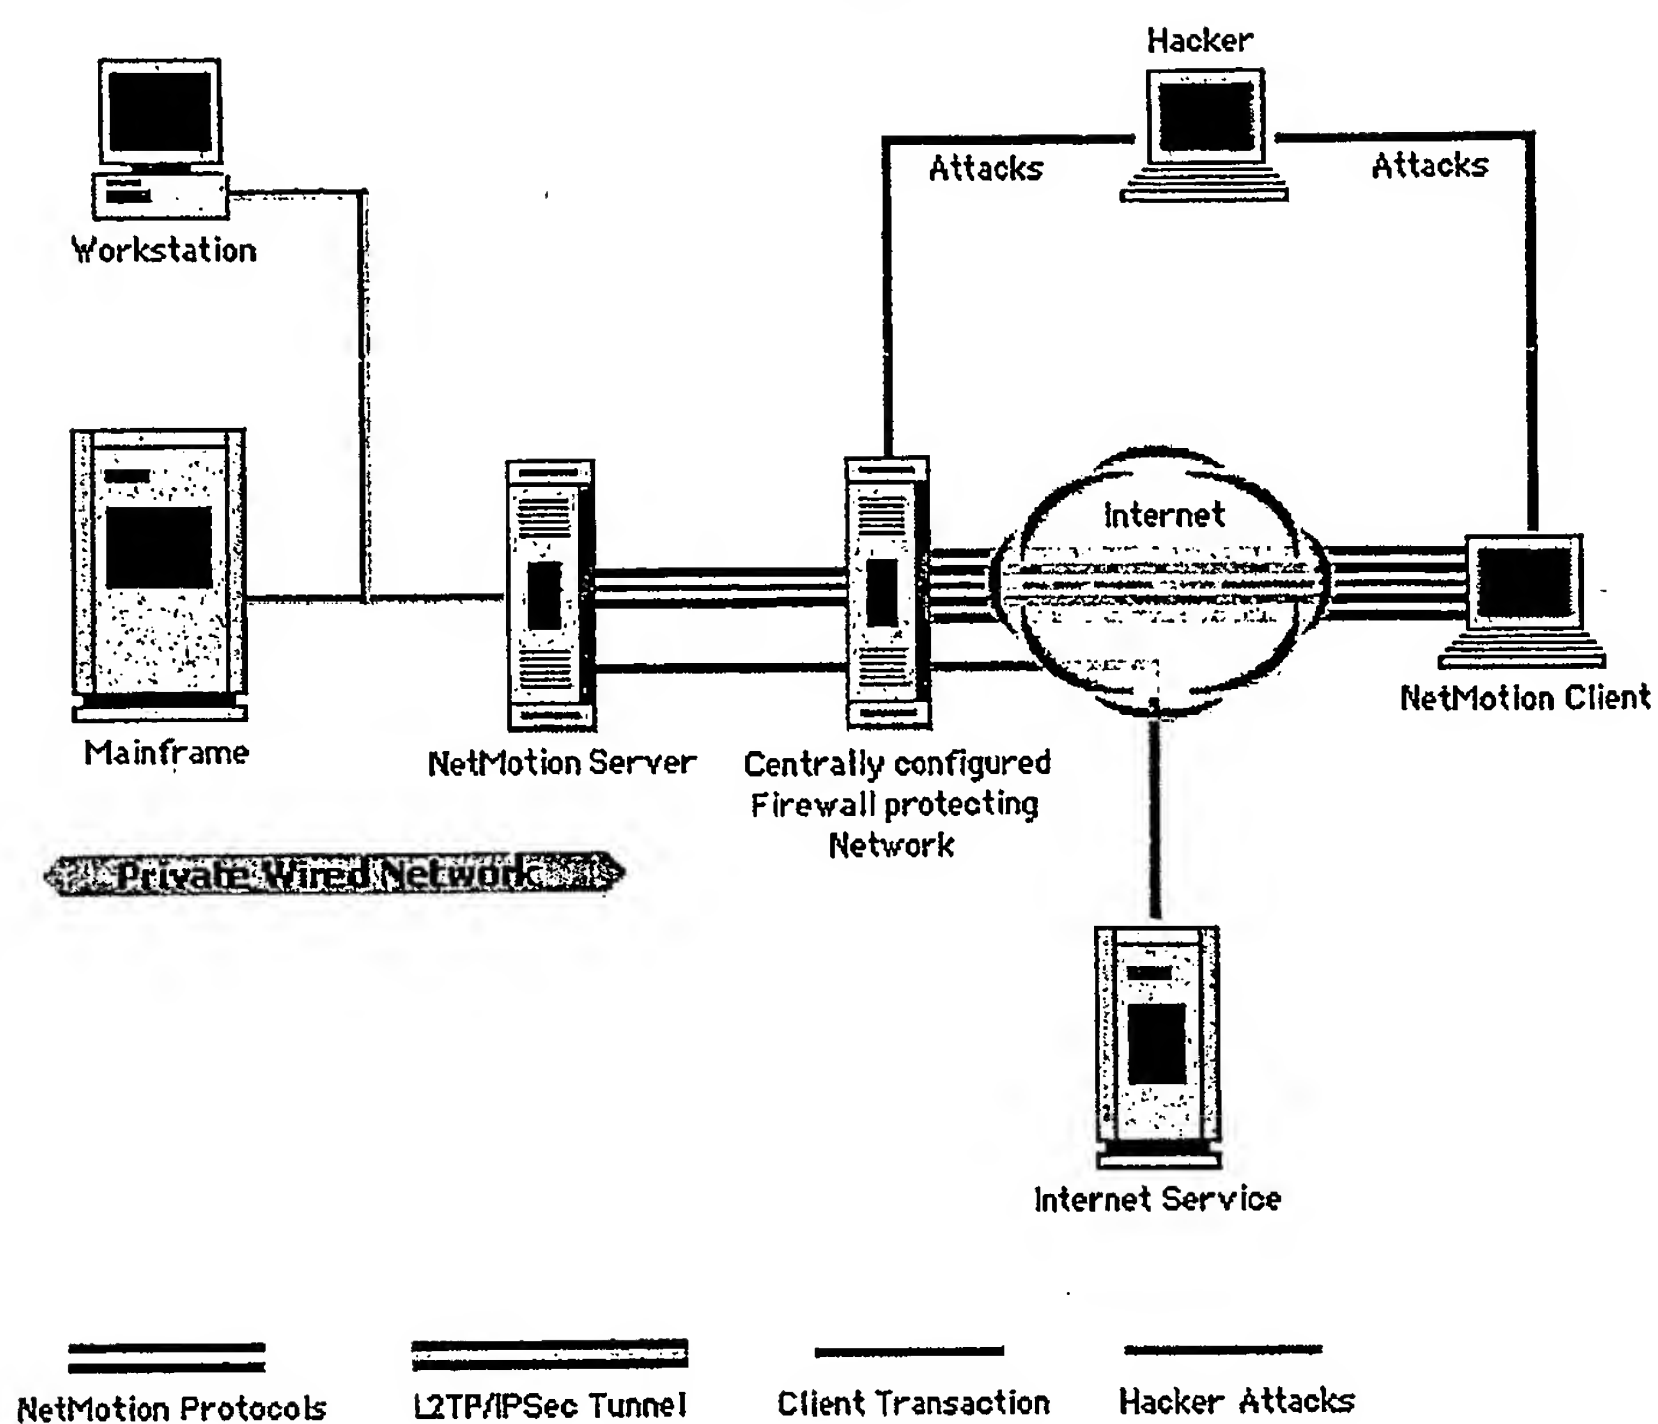 Hacker
Attacks
Attacks
Workstation
Internet
NetMotion Client
Mainframe
NetMotion Server
Centrally configured
Firewall protecting
Network
Private Wired Network
Internet Service
NetMotion Protocols
L2TP/IPSec Tunnel
Client Transaction
Hacker Attacks